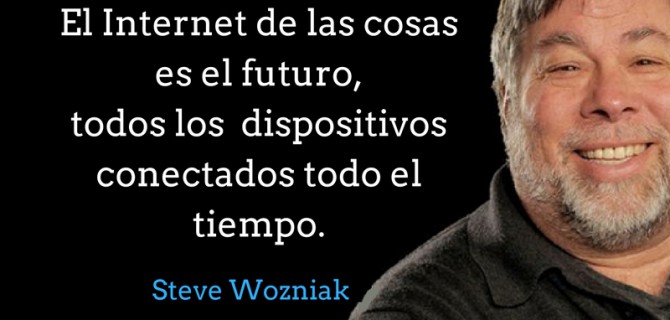 El Internet de las cosas
es el futuro,
todos los dispositivos
conectados todo el
tiempo.
Steve Wozniak